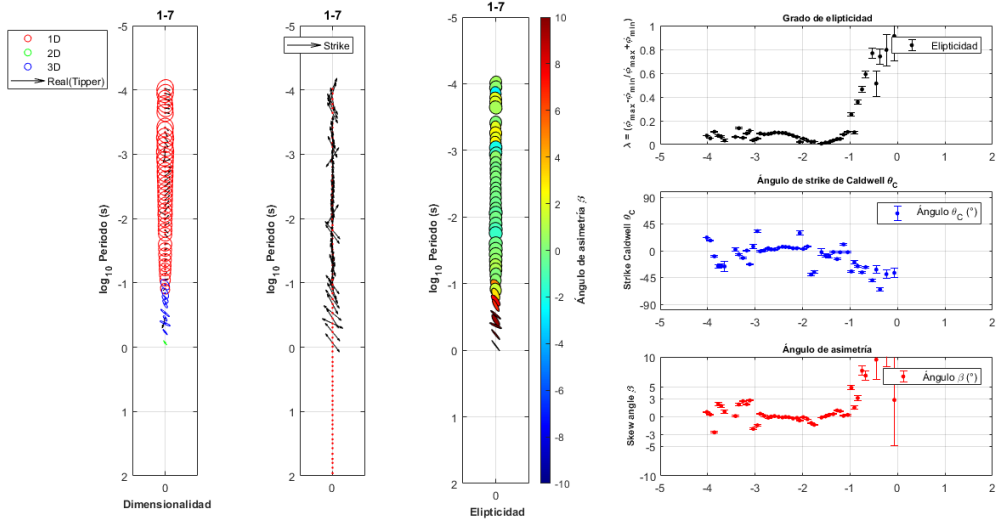 1-7
1D
2D
3D
Real(Tipper)
-5
-4
-3
-2
-1
0
1
2
log10 Periodo (s)
0
Dimensionalidad
1-7
Strike
-5
-4
-3
-2
-1
0
1
2
log10 Periodo (s)
0
1-7
-5
-4
-3
-2
-1
0
1
2
log10 Periodo (s)
0
Elipticidad
10
8
6
4
2
0
-2
-4
-6
-8
-10
Ángulo de asimetría β
Grado de elipticidad
Elipticidad
1
0.8
0.6
0.4
0.2
0
λ = (ϕmax-ϕmin/ϕmax+ϕmin)
-5 -4 -3 -2 -1 0 1 2
Ángulo de strike de Caldwell θC
Ángulo θC (°)
90
45
0
-45
-90
Strike Caldwell θC
-5 -4 -3 -2 -1 0 1 2
Ángulo de asimetría
Ángulo β (°)
10
5
3
0
-3
-5
-10
Skew angle β
-5 -4 -3 -2 -1 0 1 2